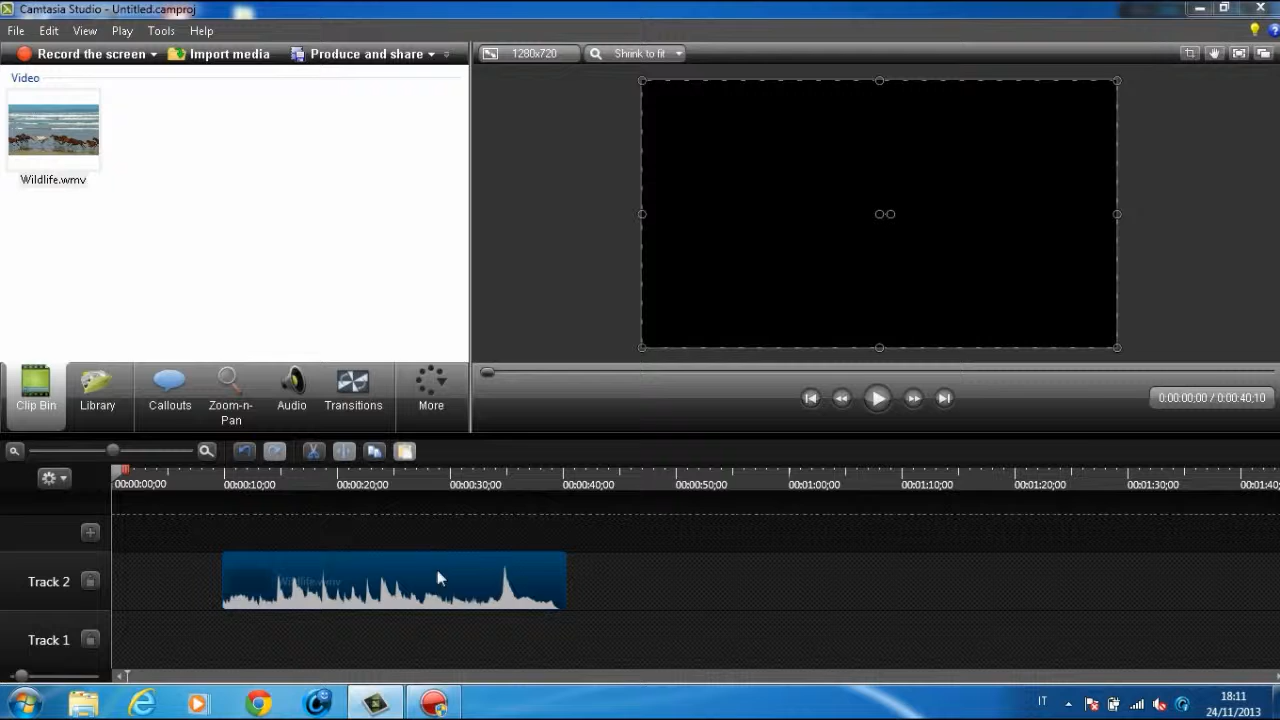 Camtasia Studio - Untitled.camproj
File Edit View Play Tools Help
Record the screen Import media Produce and share
1280x720 Shrink to fit
Video
Wildlife.wmv
Clip Bin Library Callouts Zoom-n-Pan Audio Transitions More
0:00:00;00 / 0:00:40;10
00:00:00;00 00:00:10;00 00:00:20;00 00:00:30;00 00:00:40;00 00:00:50;00 00:01:00;00 00:01:10;00 00:01:20;00 00:01:30;00 00:01:40;
Track 2
Wildlife.wmv
Track 1
IT
18:11
24/11/2013